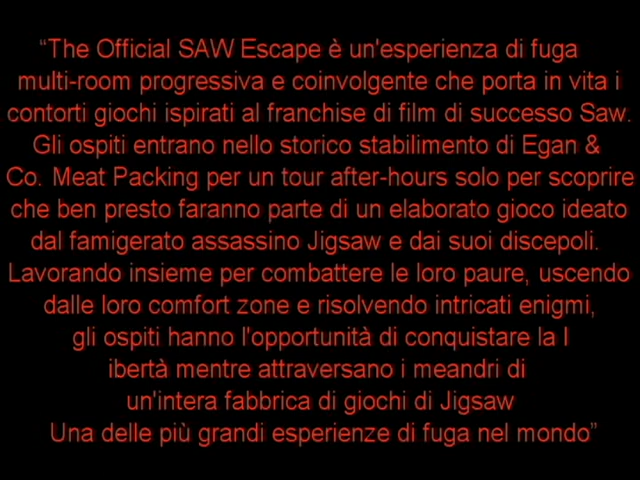 “The Official SAW Escape è un'esperienza di fuga
multi-room progressiva e coinvolgente che porta in vita i
contorti giochi ispirati al franchise di film di successo Saw.
Gli ospiti entrano nello storico stabilimento di Egan &
Co. Meat Packing per un tour after-hours solo per scoprire
che ben presto faranno parte di un elaborato gioco ideato
dal famigerato assassino Jigsaw e dai suoi discepoli.
Lavorando insieme per combattere le loro paure, uscendo
dalle loro comfort zone e risolvendo intricati enigmi,
gli ospiti hanno l'opportunità di conquistare la l
ibertà mentre attraversano i meandri di
un'intera fabbrica di giochi di Jigsaw
Una delle più grandi esperienze di fuga nel mondo”